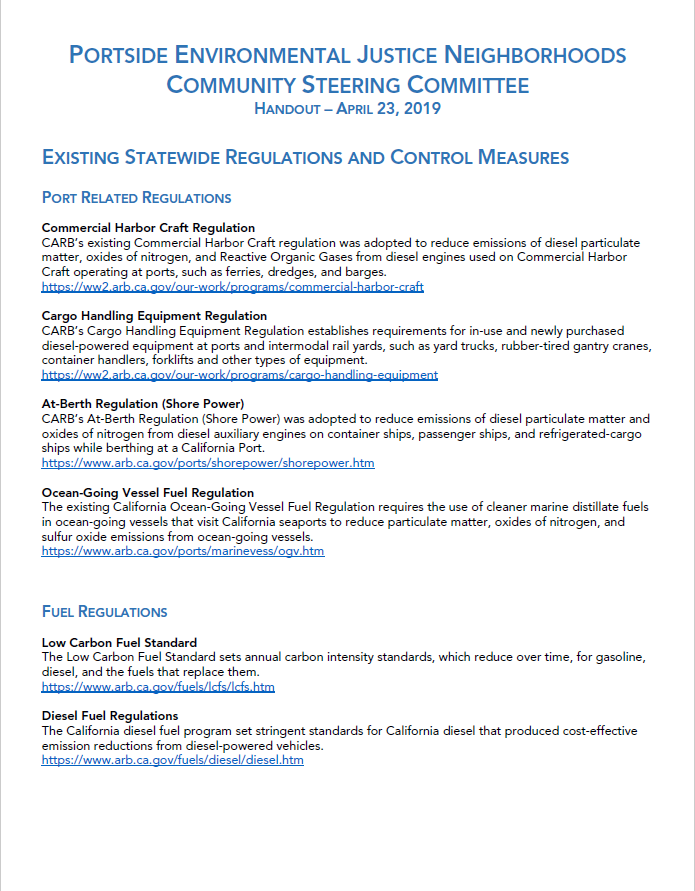 PORTSIDE ENVIRONMENTAL JUSTICE NEIGHBORHOODS
COMMUNITY STEERING COMMITTEE
HANDOUT – APRIL 23, 2019
EXISTING STATEWIDE REGULATIONS AND CONTROL MEASURES
PORT RELATED REGULATIONS
Commercial Harbor Craft Regulation
CARB’s existing Commercial Harbor Craft regulation was adopted to reduce emissions of diesel particulate
matter, oxides of nitrogen, and Reactive Organic Gases from diesel engines used on Commercial Harbor
Craft operating at ports, such as ferries, dredges, and barges.
https://ww2.arb.ca.gov/our-work/programs/commercial-harbor-craft
Cargo Handling Equipment Regulation
CARB’s Cargo Handling Equipment Regulation establishes requirements for in-use and newly purchased
diesel-powered equipment at ports and intermodal rail yards, such as yard trucks, rubber-tired gantry cranes,
container handlers, forklifts and other types of equipment.
https://ww2.arb.ca.gov/our-work/programs/cargo-handling-equipment
At-Berth Regulation (Shore Power)
CARB’s At-Berth Regulation (Shore Power) was adopted to reduce emissions of diesel particulate matter and
oxides of nitrogen from diesel auxiliary engines on container ships, passenger ships, and refrigerated-cargo
ships while berthing at a California Port.
https://www.arb.ca.gov/ports/shorepower/shorepower.htm
Ocean-Going Vessel Fuel Regulation
The existing California Ocean-Going Vessel Fuel Regulation requires the use of cleaner marine distillate fuels
in ocean-going vessels that visit California seaports to reduce particulate matter, oxides of nitrogen, and
sulfur oxide emissions from ocean-going vessels.
https://www.arb.ca.gov/ports/marinevess/ogv.htm
FUEL REGULATIONS
Low Carbon Fuel Standard
The Low Carbon Fuel Standard sets annual carbon intensity standards, which reduce over time, for gasoline,
diesel, and the fuels that replace them.
https://www.arb.ca.gov/fuels/lcfs/lcfs.htm
Diesel Fuel Regulations
The California diesel fuel program set stringent standards for California diesel that produced cost-effective
emission reductions from diesel-powered vehicles.
https://www.arb.ca.gov/fuels/diesel/diesel.htm